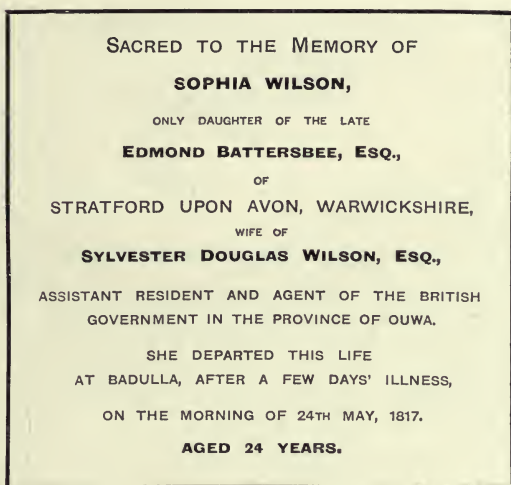 SACRED TO THE MEMORY OF
SOPHIA WILSON,
ONLY DAUGHTER OF THE LATE
EDMOND BATTERSBEE, ESQ.,
OF
STRATFORD UPON AVON, WARWICKSHIRE,
WIFE OF
SYLVESTER DOUGLAS WILSON, ESQ.,
ASSISTANT RESIDENT AND AGENT OF THE BRITISH
GOVERNMENT IN THE PROVINCE OF OUWA.
SHE DEPARTED THIS LIFE
AT BADULLA, AFTER A FEW DAYS' ILLNESS,
ON THE MORNING OF 24TH MAY, 1817.
AGED 24 YEARS.